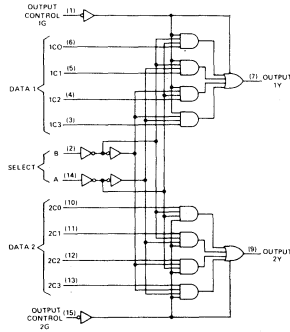 OUTPUT
CONTROL
1G
(1)
1C0 (6)
1C1 (5)
DATA 1
1C2 (4)
1C3 (3)
(7) OUTPUT
1Y
B (2)
SELECT
A (14)
2C0 (10)
2C1 (11)
DATA 2
2C2 (12)
2C3 (13)
(9) OUTPUT
2Y
OUTPUT
CONTROL
2G
(15)